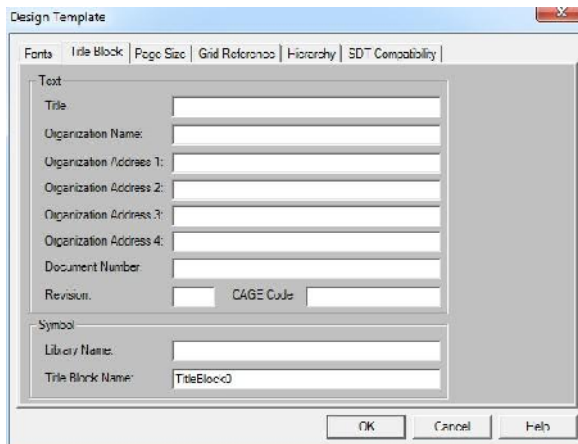 Design Template
Fonts Title Block Page Size Grid Reference Hierarchy SDT Compatibility
Text
Title
Organization Name:
Organization Address 1:
Organization Address 2:
Organization Address 3:
Organization Address 4:
Document Number:
Revision: CAGE Code:
Symbol
Library Name:
Title Block Name: TitleBlock0
OK Cancel Help